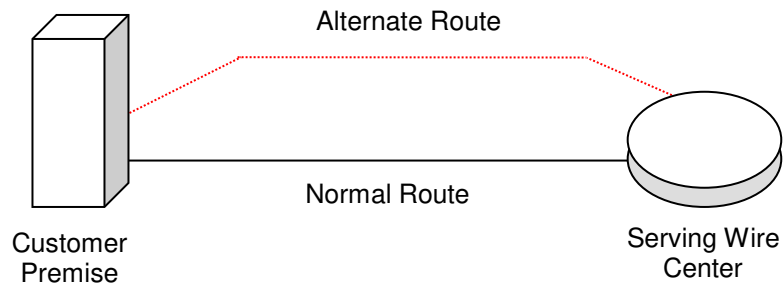 Alternate Route
Normal Route
Customer
Premise
Serving Wire
Center